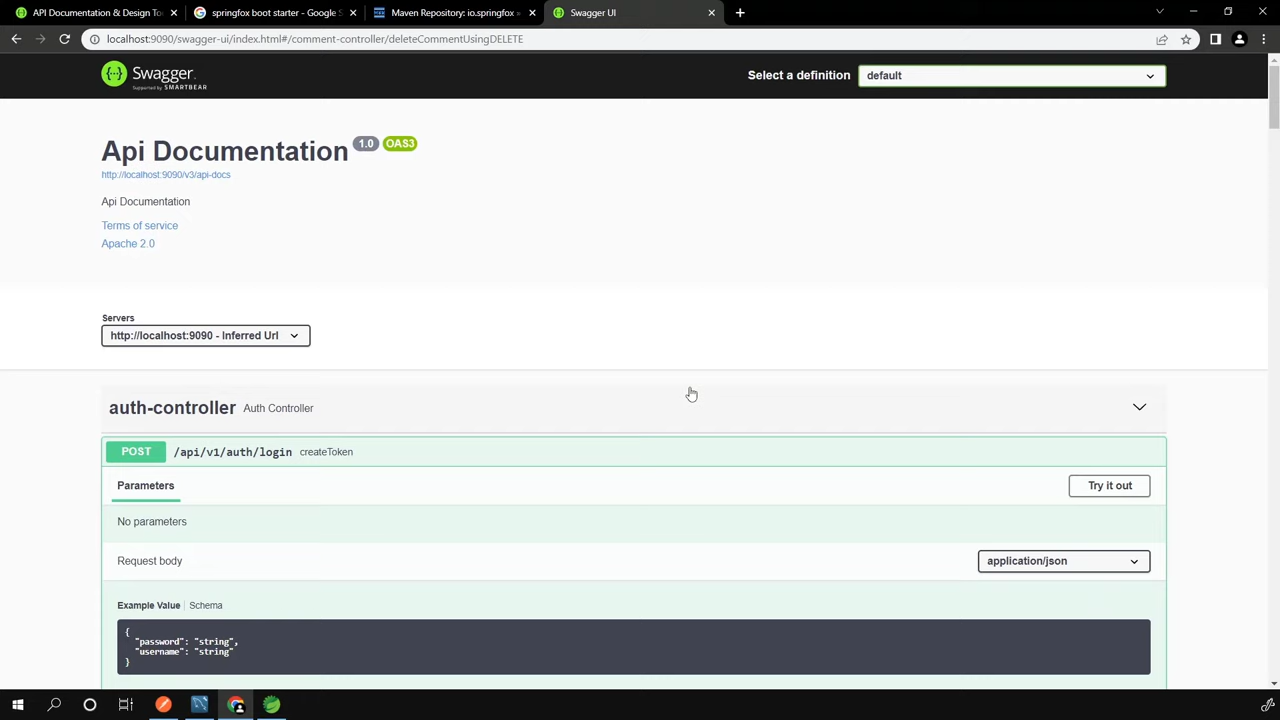 API Documentation & Design To
springfox boot starter - Google S
Maven Repository: io.springfox »
Swagger UI
localhost:9090/swagger-ui/index.html#/comment-controller/deleteCommentUsingDELETE
Swagger.
Supported by SMARTBEAR
Select a definition
default
Api Documentation 1.0 OAS3
http://localhost:9090/v3/api-docs
Api Documentation
Terms of service
Apache 2.0
Servers
http://localhost:9090 - Inferred Url
auth-controller Auth Controller
POST /api/v1/auth/login createToken
Parameters
Try it out
No parameters
Request body
application/json
Example Value Schema
{
"password": "string",
"username": "string"
}